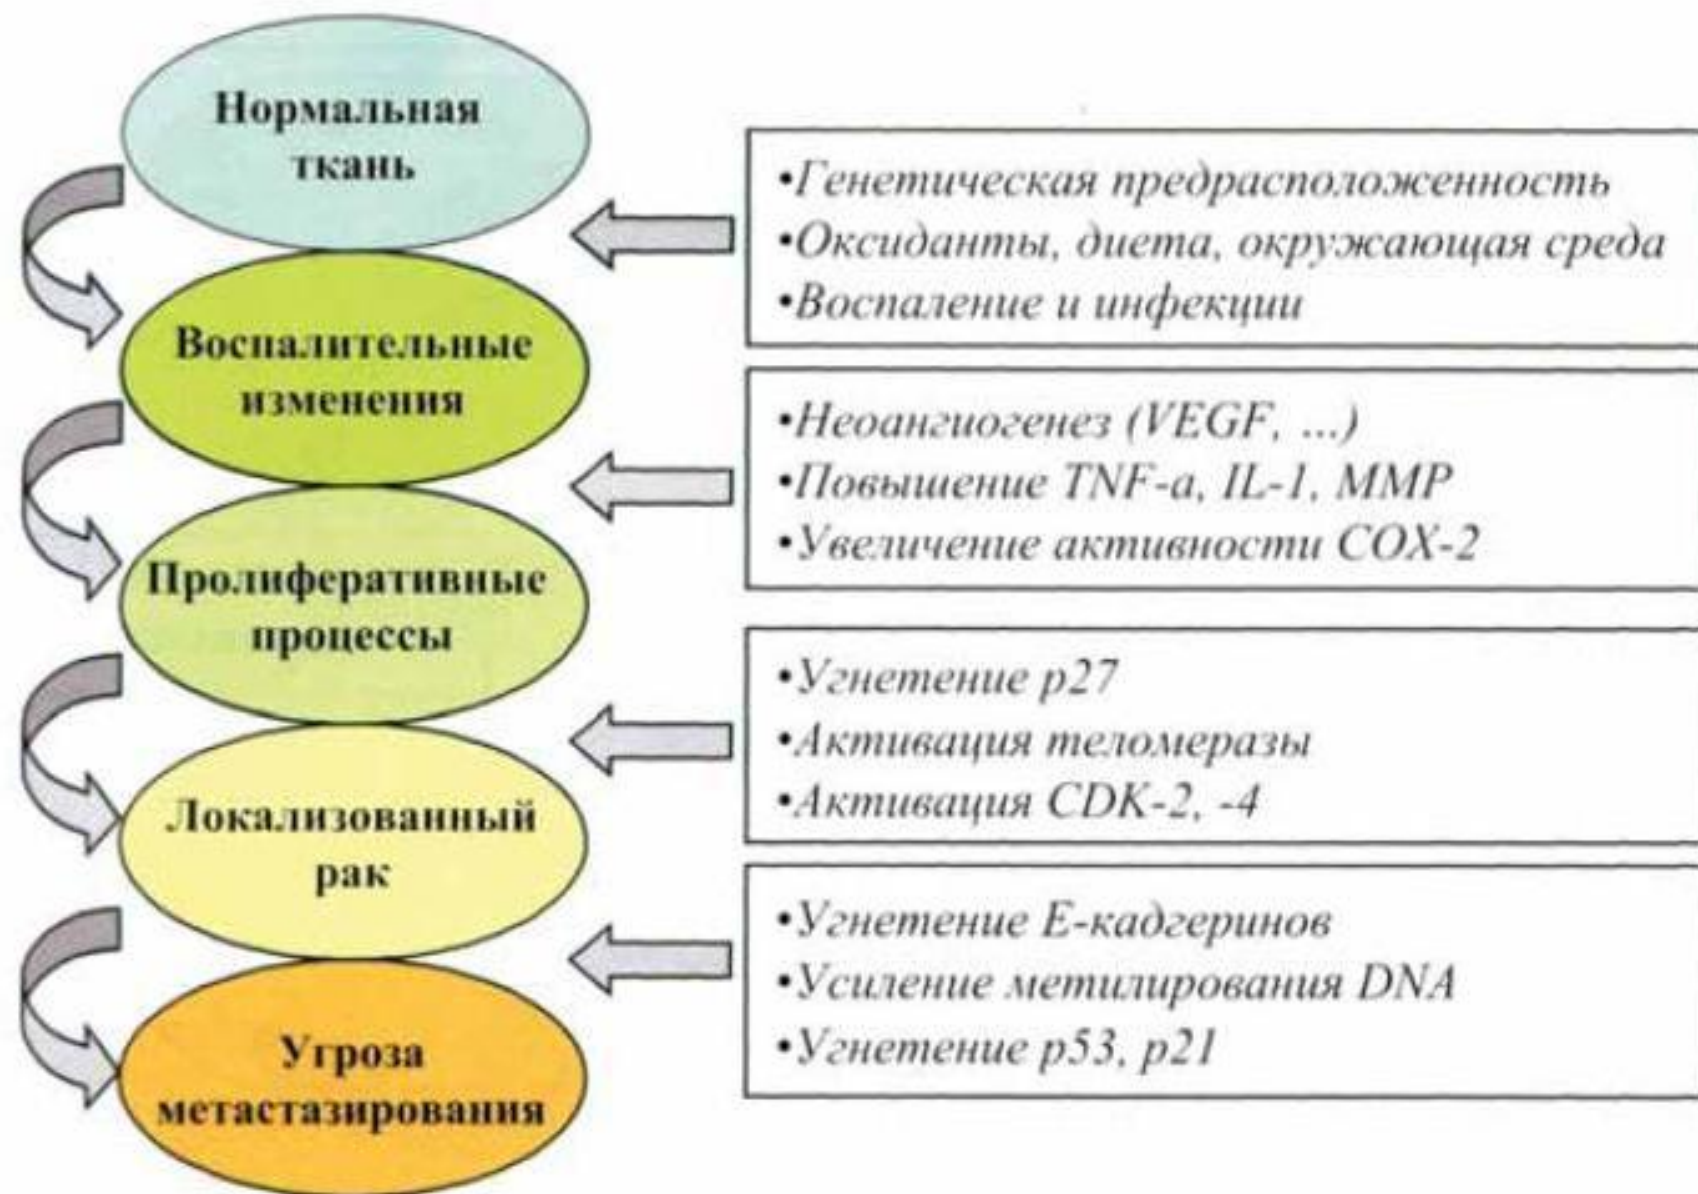 Нормальная
ткань
•Генетическая предрасположенность
•Оксиданты, диета, окружающая среда
•Воспаление и инфекции
Воспалительные
изменения
•Неоангиогенез (VEGF, ...)
•Повышение TNF-a, IL-1, MMP
•Увеличение активности COX-2
Пролиферативные
процессы
•Угнетение p27
•Активация теломеразы
•Активация CDK-2, -4
Локализованный
рак
•Угнетение Е-кадгеринов
•Усиление метилирования DNA
•Угнетение p53, p21
Угроза
метастазирования